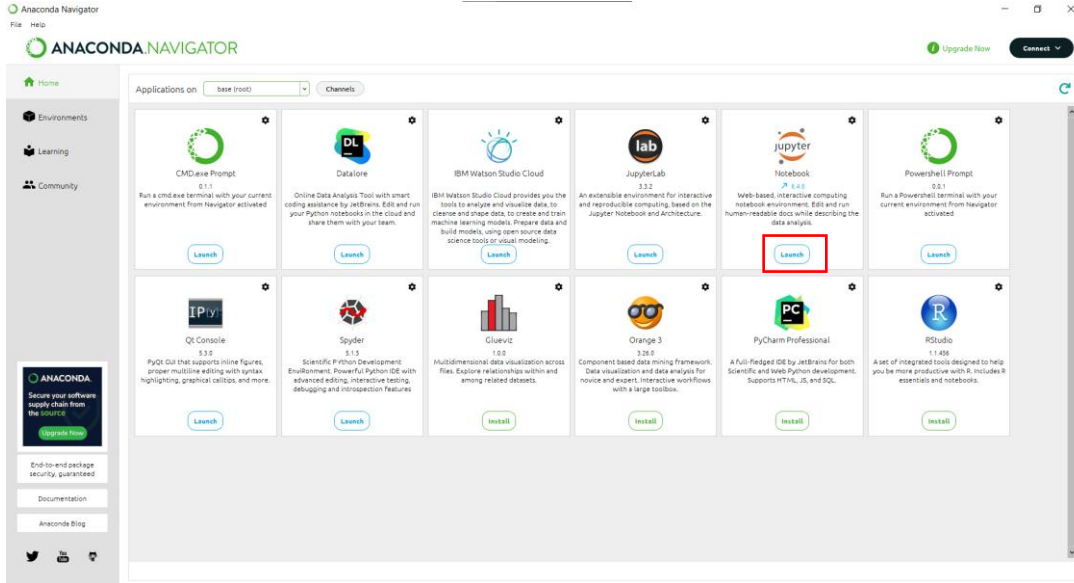 Anaconda Navigator
File Help
ANACONDA.NAVIGATOR
Upgrade Now
Connect
Home
Environments
Learning
Community
Applications on base (root) Channels
CMD.exe Prompt
0.1.1
Run a cmd.exe terminal with your current
environment from Navigator activated
Launch
DL
Datalore
Online Data Analysis Tool with smart
coding assistance by JetBrains. Edit and run
your Python notebooks in the cloud and
share them with your team.
Launch
IBM Watson Studio Cloud
IBM Watson Studio Cloud provides you the
tools to analyze and visualize data, to
cleanse and shape data, to create and train
machine learning models. Prepare data and
build models, using open source data
science tools or visual modeling.
Launch
lab
JupyterLab
3.3.2
An extensible environment for interactive
and reproducible computing, based on the
Jupyter Notebook and Architecture.
Launch
jupyter
Notebook
6.4.8
Web-based, interactive computing
notebook environment. Edit and run
human-readable docs while describing the
data analysis.
Launch
Powershell Prompt
0.0.1
Run a Powershell terminal with your
current environment from Navigator
activated
Launch
IP[y]:
Qt Console
5.3.0
PyQt GUI that supports inline figures,
proper multiline editing with syntax
highlighting, graphical calltips, and more.
Launch
Spyder
5.1.5
Scientific PYthon Development
EnviRonment. Powerful Python IDE with
advanced editing, interactive testing,
debugging and introspection features
Launch
Glueviz
1.0.0
Multidimensional data visualization across
files. Explore relationships within and
among related datasets.
Install
Orange 3
3.26.0
Component based data mining framework.
Data visualization and data analysis for
novice and expert. Interactive workflows
with a large toolbox.
Install
PC
PyCharm Professional
A full-fledged IDE by JetBrains for both
Scientific and Web Python development.
Supports HTML, JS, and SQL.
Install
R
RStudio
1.1.456
A set of integrated tools designed to help
you be more productive with R. Includes R
essentials and notebooks.
Install
ANACONDA.
Secure your software
supply chain from
the source
Upgrade Now
End-to-end package
security, guaranteed
Documentation
Anaconda Blog
You
Tube